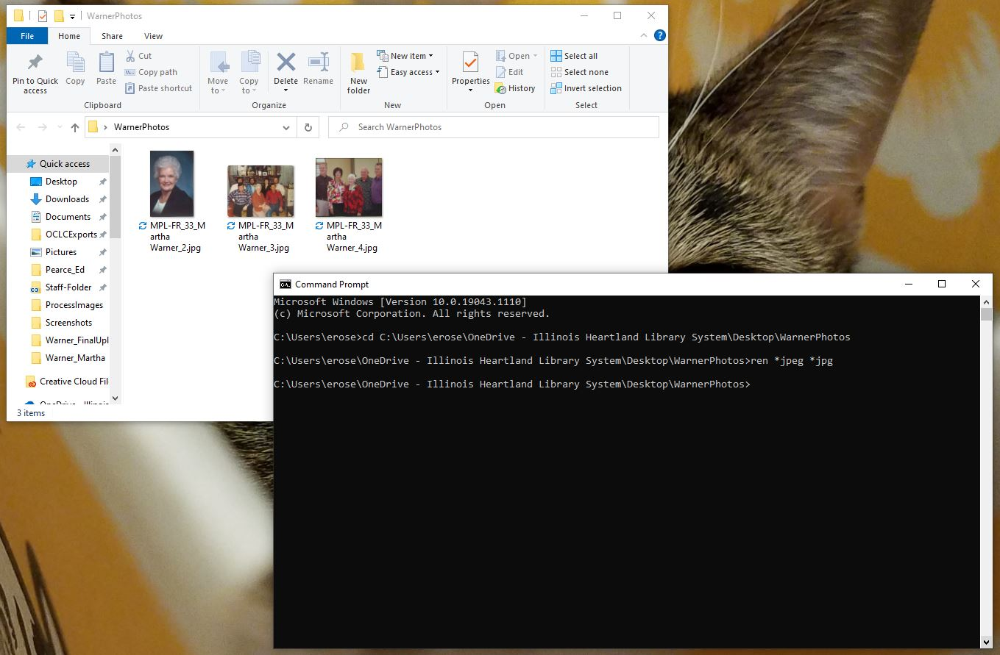 WarnerPhotos
File Home Share View
Pin to Quick access
Copy
Paste
Cut
Copy path
Paste shortcut
Clipboard
Move to
Copy to
Delete
Rename
Organize
New folder
New item
Easy access
New
Properties
Open
Edit
History
Open
Select all
Select none
Invert selection
Select
WarnerPhotos
Search WarnerPhotos
Quick access
Desktop
Downloads
Documents
OCLCExports
Pictures
Pearce_Ed
Staff-Folder
ProcessImages
Screenshots
Warner_FinalUpl
Warner_Martha
Creative Cloud Fil
OneDrive - Illinois
3 items
MPL-FR_33_M
artha
Warner_2.jpg
MPL-FR_33_M
artha
Warner_3.jpg
MPL-FR_33_M
artha
Warner_4.jpg
Command Prompt
Microsoft Windows [Version 10.0.19043.1110]
(c) Microsoft Corporation. All rights reserved.
C:\Users\erose>cd C:\Users\erose\OneDrive - Illinois Heartland Library System\Desktop\WarnerPhotos
C:\Users\erose\OneDrive - Illinois Heartland Library System\Desktop\WarnerPhotos>ren *jpeg *jpg
C:\Users\erose\OneDrive - Illinois Heartland Library System\Desktop\WarnerPhotos>